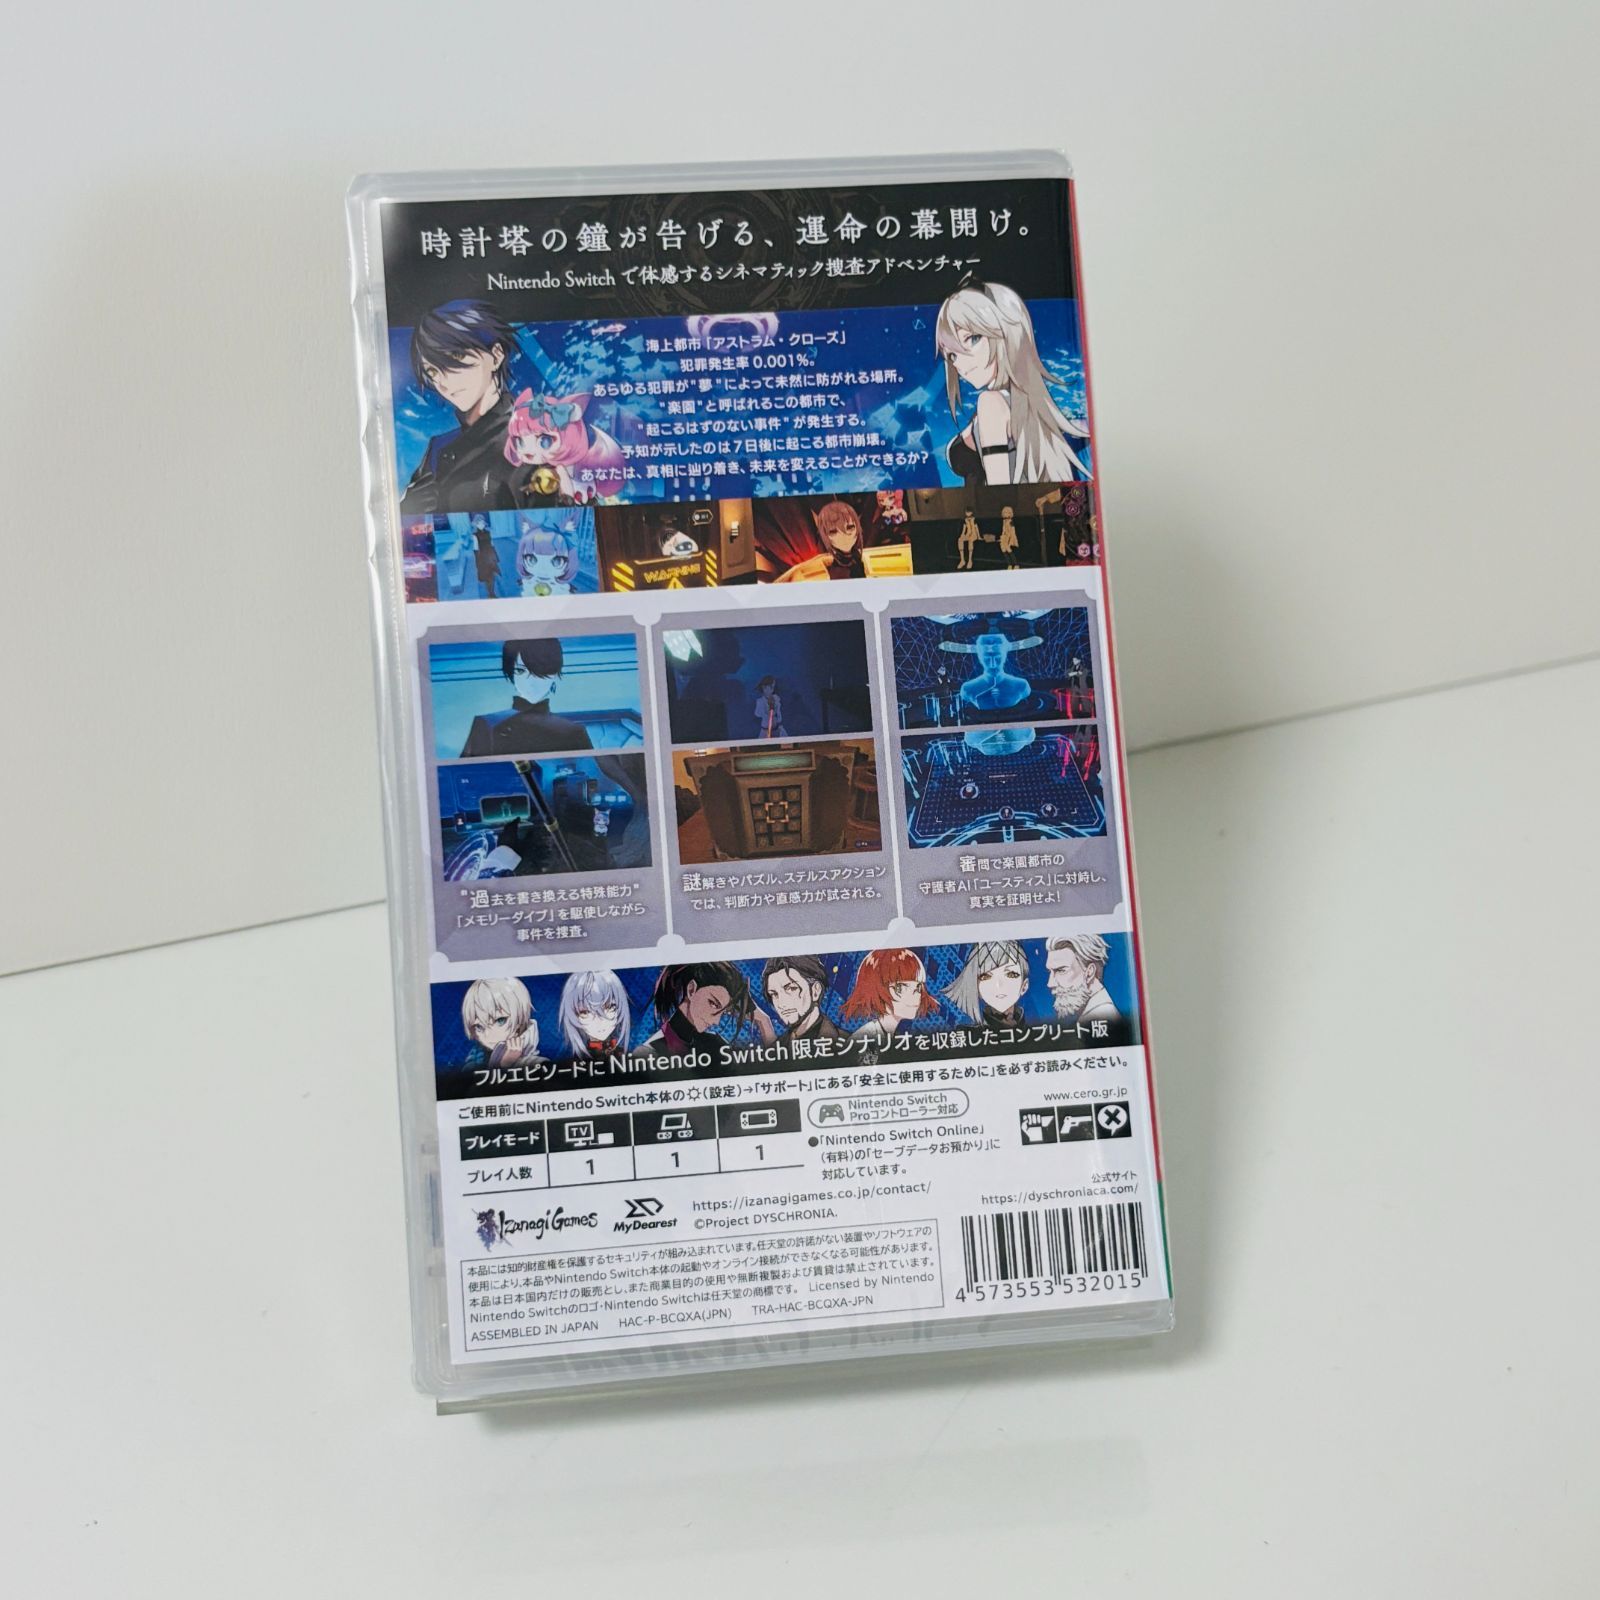 時計塔の鐘が告げる、運命の幕開け。
Nintendo Switch で体感するシネマティック捜査アドベンチャー
海上都市「アストラム・クローズ」
犯罪発生率 0.001%。
あらゆる犯罪が"夢"によって未然に防がれる場所。
"楽園"と呼ばれるこの都市で、
"起こるはずのない事件"が発生する。
予知が示したのは7日後に起こる都市崩壊。
あなたは、真相に辿り着き、未来を変えることができるか?
WARNING
"過去を書き換える特殊能力"
「メモリーダイブ」を駆使しながら
事件を捜査。
謎解きやパズル、ステルスアクション
では、判断力や直感力が試される。
審問で楽園都市の
守護者AI「ユースティス」に対峙し、
真実を証明せよ!
フルエピソードにNintendo Switch限定シナリオを収録したコンプリート版
ご使用前にNintendo Switch本体の(設定)→「サポート」にある「安全に使用するために」を必ずお読みください。
プレイモード TV
プレイ人数 1 1 1
Nintendo Switch
Proコントローラー対応
●「Nintendo Switch Online」
(有料)の「セーブデータお預かり」に
対応しています。
www.cero.gr.jp
Izanagi Games
MyDearest
https://izanagigames.co.jp/contact/
©Project DYSCHRONIA.
公式サイト
https://dyschroniaca.com/
本品には知的財産権を保護するセキュリティが組み込まれています。任天堂の許諾がない装置やソフトウェアの
使用により、本品やNintendo Switch本体の起動やオンライン接続ができなくなる可能性があります。
本品は日本国内だけの販売とし、また商業目的の使用や無断複製および賃貸は禁止されています。
Nintendo Switchのロゴ・Nintendo Switchは任天堂の商標です。 Licensed by Nintendo
ASSEMBLED IN JAPAN HAC-P-BCQXA(JPN) TRA-HAC-BCQXA-JPN
4 573553 532015